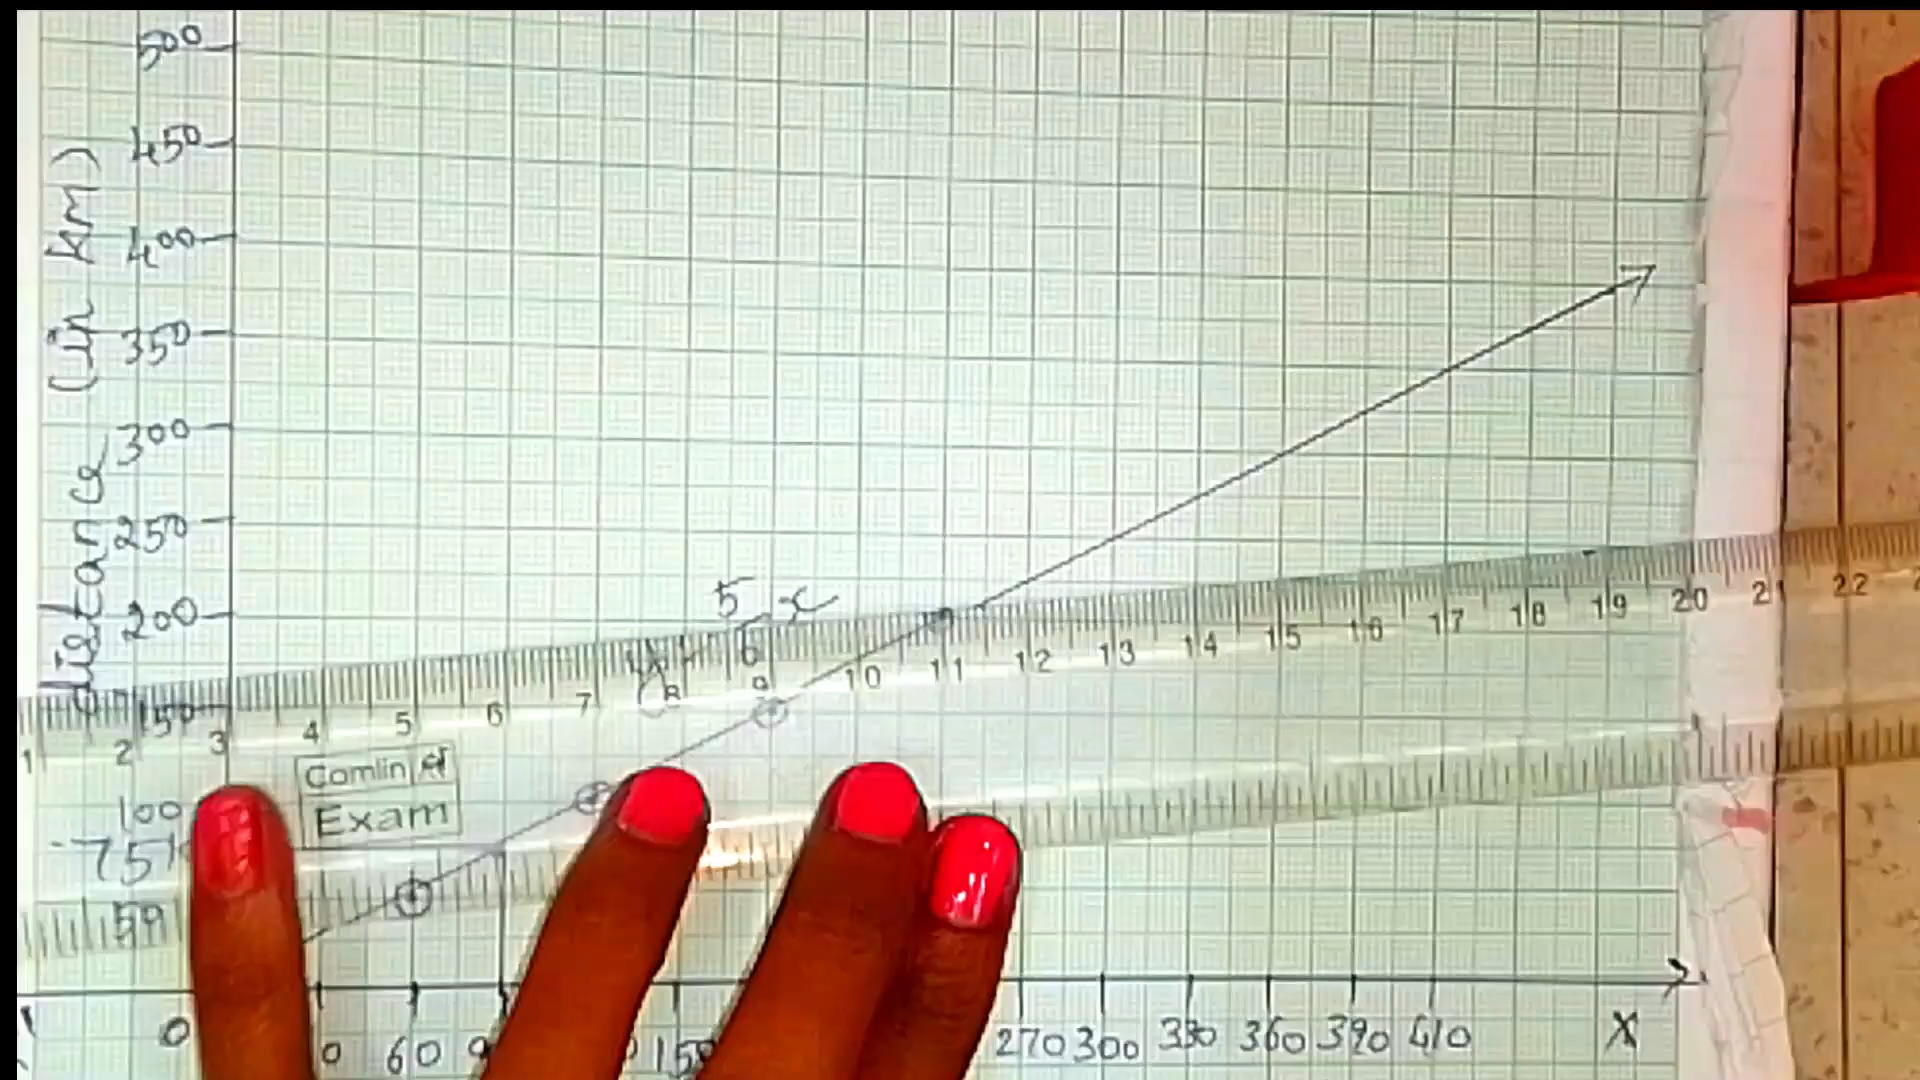 500
450
400
350
300
250
200
150
100
75
50
distance (in KM)
5 x
1 2 3 4 5 6 7 8 9 10 11 12 13 14 15 16 17 18 19 20 21 22
Comlin
Exam
0 60 150 270 300 330 360 390 410 X